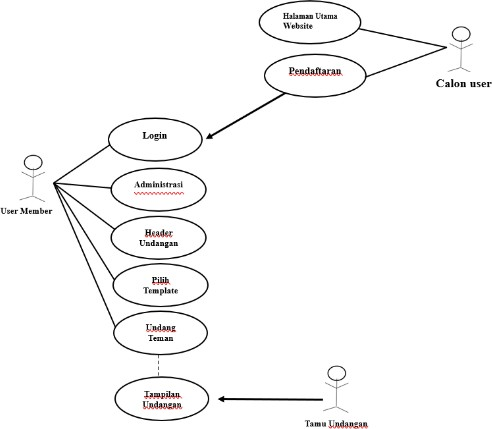 Halaman Utama
Website
Pendaftaran
Calon user
Login
Administrasi
User Member
Header
Undangan
Pilih
Template
Undang
Teman
Tampilan
Undangan
Tamu Undangan